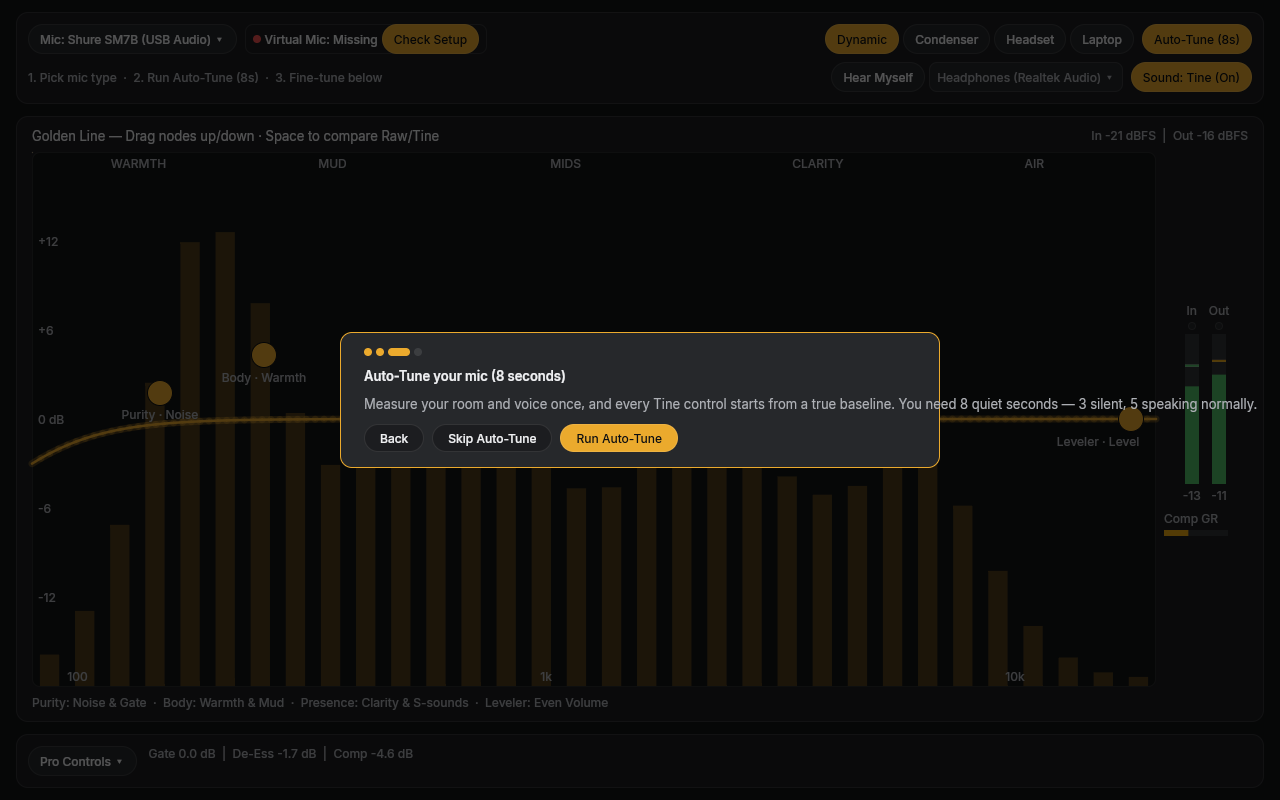 Mic: Shure SM7B (USB Audio) ▾
Virtual Mic: Missing
Check Setup
Dynamic
Condenser
Headset
Laptop
Auto-Tune (8s)
1. Pick mic type · 2. Run Auto-Tune (8s) · 3. Fine-tune below
Hear Myself
Headphones (Realtek Audio) ▾
Sound: Tine (On)
Golden Line — Drag nodes up/down · Space to compare Raw/Tine
In -21 dBFS | Out -16 dBFS
WARMTH
MUD
MIDS
CLARITY
AIR
+12
+6
0 dB
-6
-12
Body · Warmth
Purity · Noise
Leveler · Level
Auto-Tune your mic (8 seconds)
Measure your room and voice once, and every Tine control starts from a true baseline. You need 8 quiet seconds — 3 silent, 5 speaking normally.
Back
Skip Auto-Tune
Run Auto-Tune
In
Out
-13
-11
Comp GR
100
1k
10k
Purity: Noise & Gate · Body: Warmth & Mud · Presence: Clarity & S-sounds · Leveler: Even Volume
Pro Controls ▾
Gate 0.0 dB | De-Ess -1.7 dB | Comp -4.6 dB